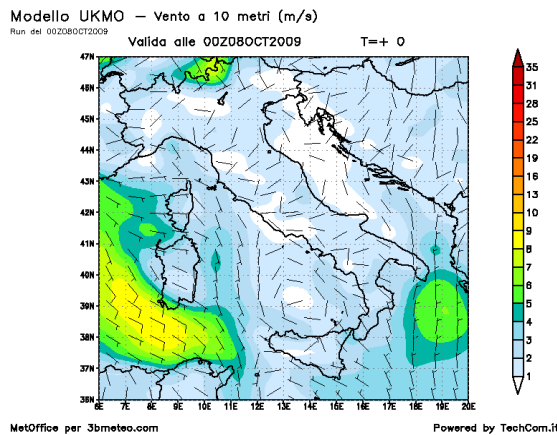 Modello UKMO – Vento a 10 metri (m/s)
Run del 00Z08OCT2009
Valida alle 00Z08OCT2009 T=+ 0
47N
46N
45N
44N
43N
42N
41N
40N
39N
38N
37N
36N
6E 7E 8E 9E 10E 11E 12E 13E 14E 15E 16E 17E 18E 19E 20E
35
31
28
25
22
19
16
13
10
9
8
7
6
5
4
3
2
1
MetOffice per 3bmeteo.com Powered by TechCom.it